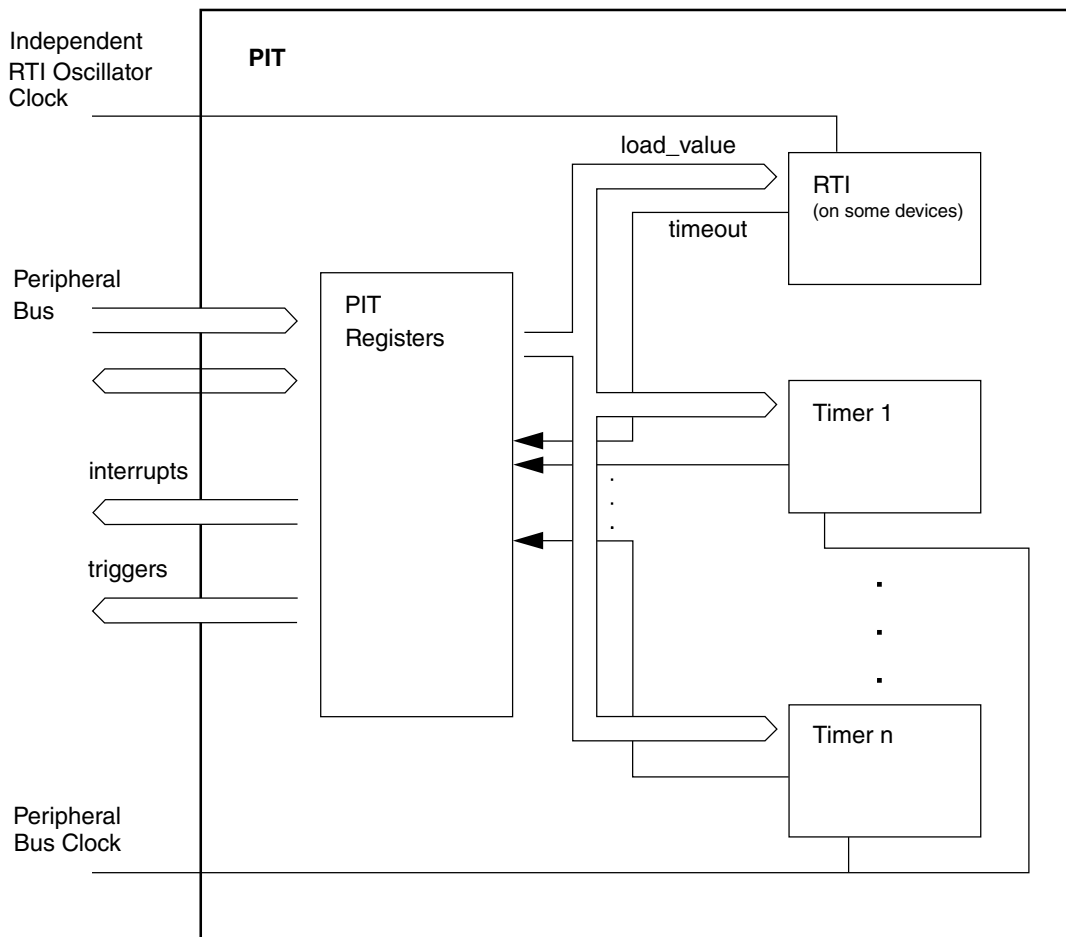 Independent
RTI Oscillator
Clock
PIT
load_value
RTI
(on some devices)
timeout
Peripheral
Bus
PIT
Registers
Timer 1
interrupts
triggers
Timer n
Peripheral
Bus Clock